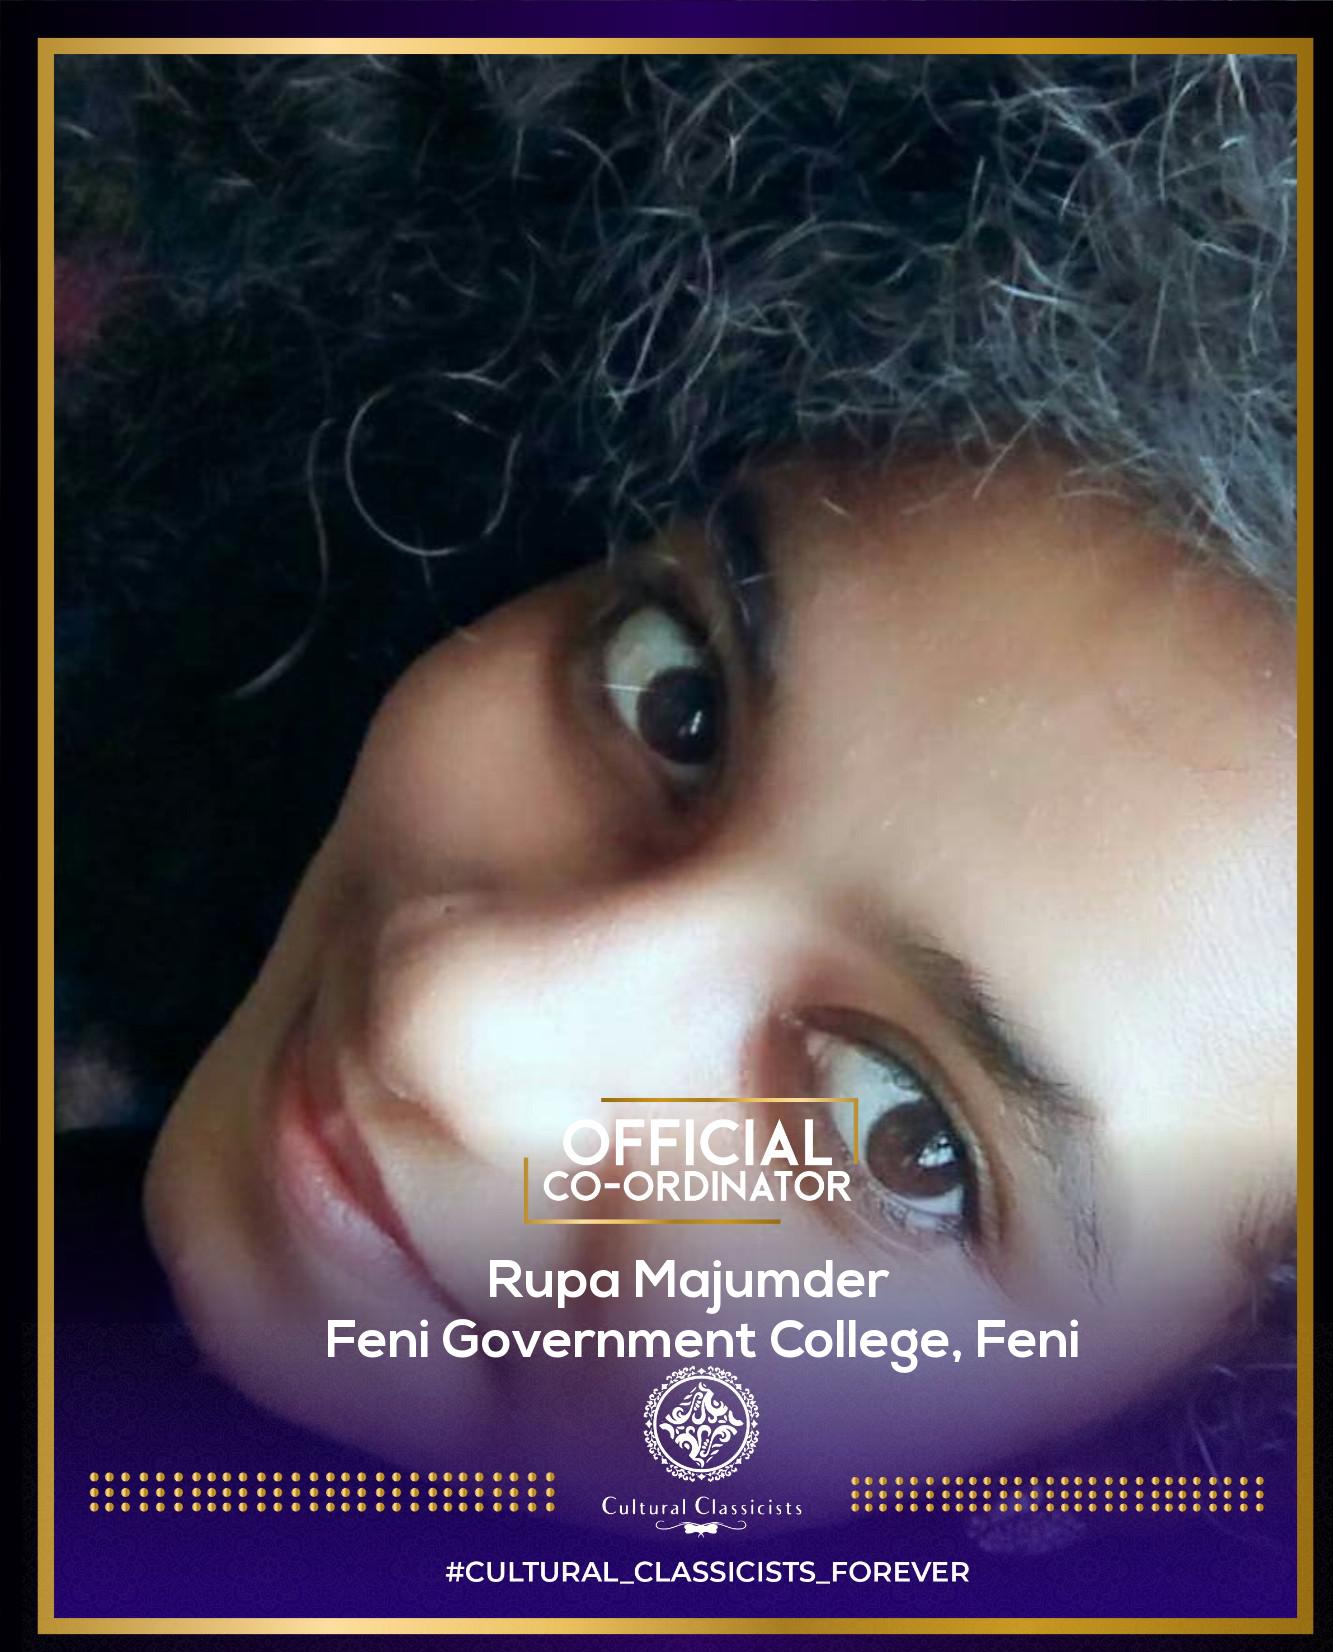 OFFICIAL
CO-ORDINATOR
Rupa Majumder
Feni Government College, Feni
Cultural Classicists
#CULTURAL_CLASSICISTS_FOREVER